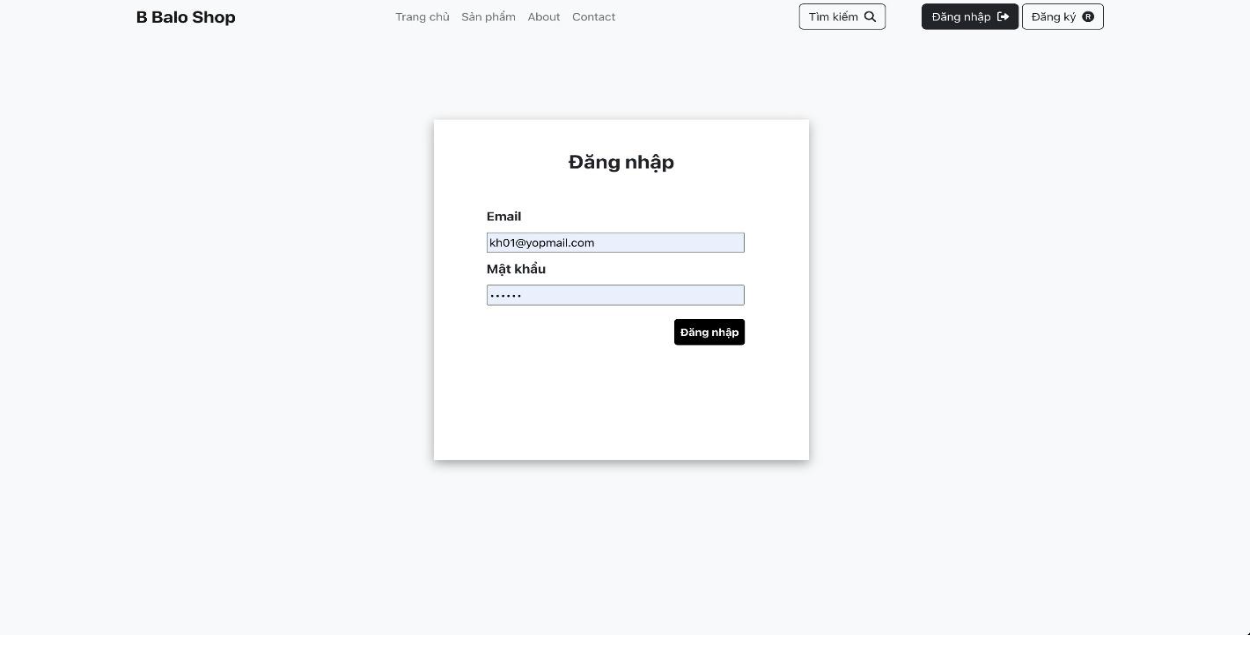 B Balo Shop Trang chủ Sản phẩm About Contact Tìm kiếm Đăng nhập Đăng ký R
Đăng nhập
Email
kh01@yopmail.com
Mật khẩu
••••••
Đăng nhập